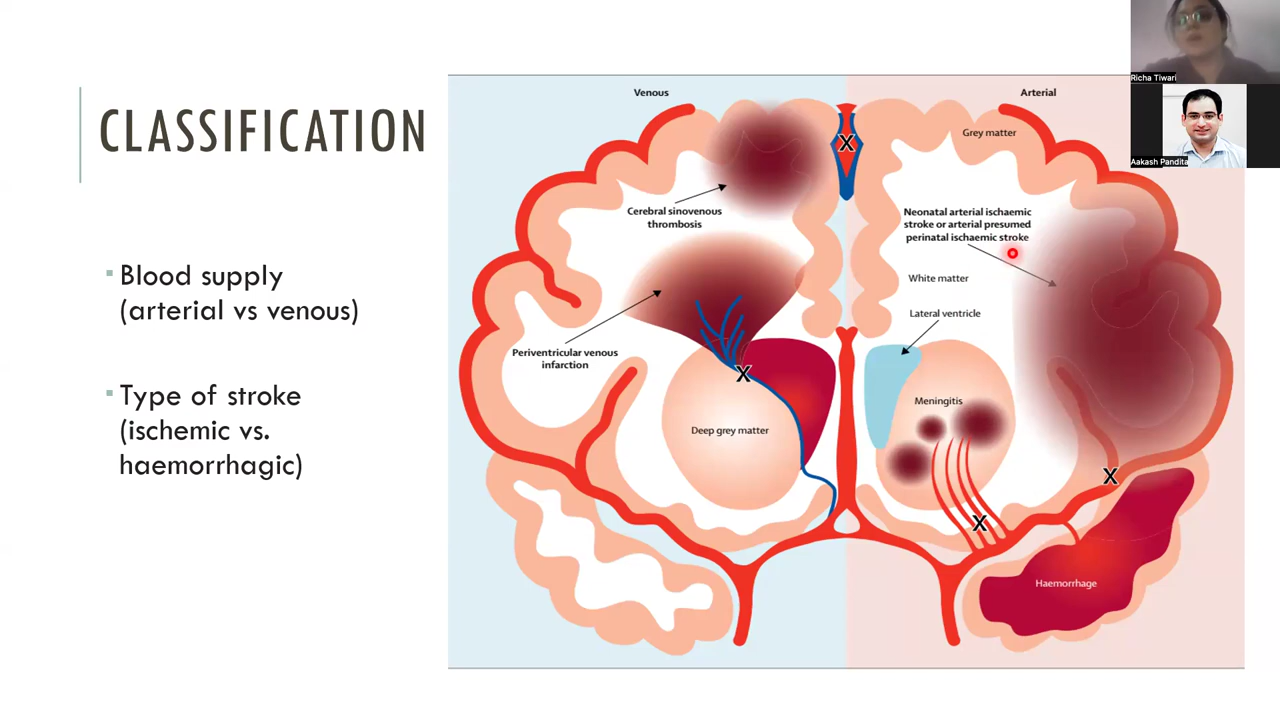 CLASSIFICATION
Blood supply
(arterial vs venous)
Type of stroke
(ischemic vs.
haemorrhagic)
Venous
Arterial
Grey matter
Cerebral sinovenous
thrombosis
Neonatal arterial ischaemic
stroke or arterial presumed
perinatal ischaemic stroke
White matter
Lateral ventricle
Periventricular venous
infarction
Meningitis
Deep grey matter
Haemorrhage
X
X
X
X
Richa Tiwari
Aakash Pandita